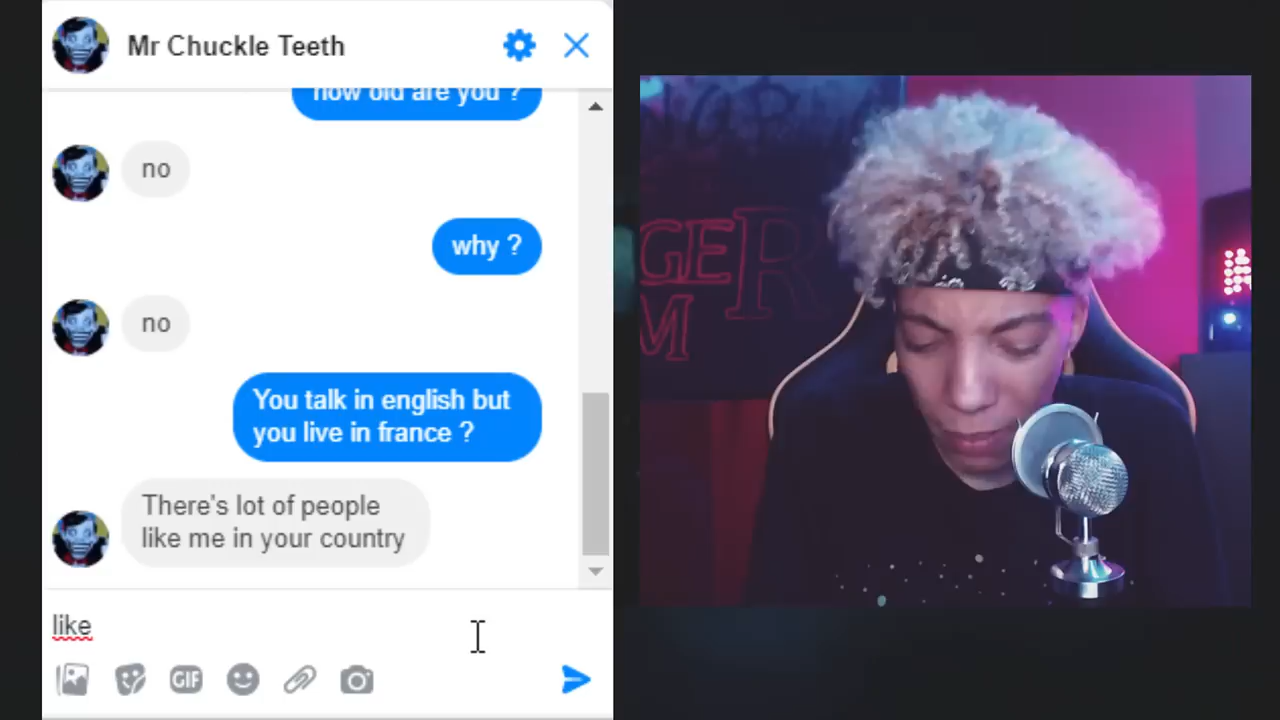 Mr Chuckle Teeth
how old are you ?
no
why ?
no
You talk in english but
you live in france ?
There's lot of people
like me in your country
like
GIF
GER
M